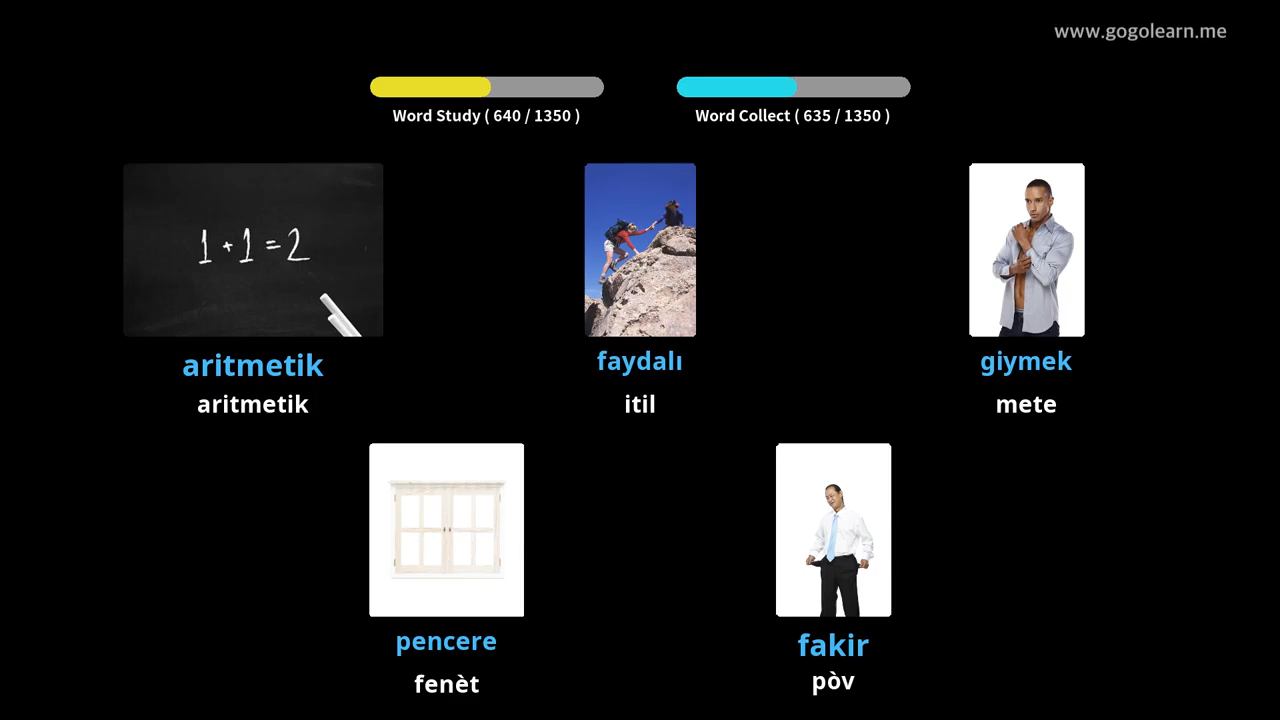 www.gogolearn.me
Word Study ( 640 / 1350 )
Word Collect ( 635 / 1350 )
1 + 1 = 2
aritmetik
aritmetik
faydalı
itil
giymek
mete
pencere
fenèt
fakir
pòv